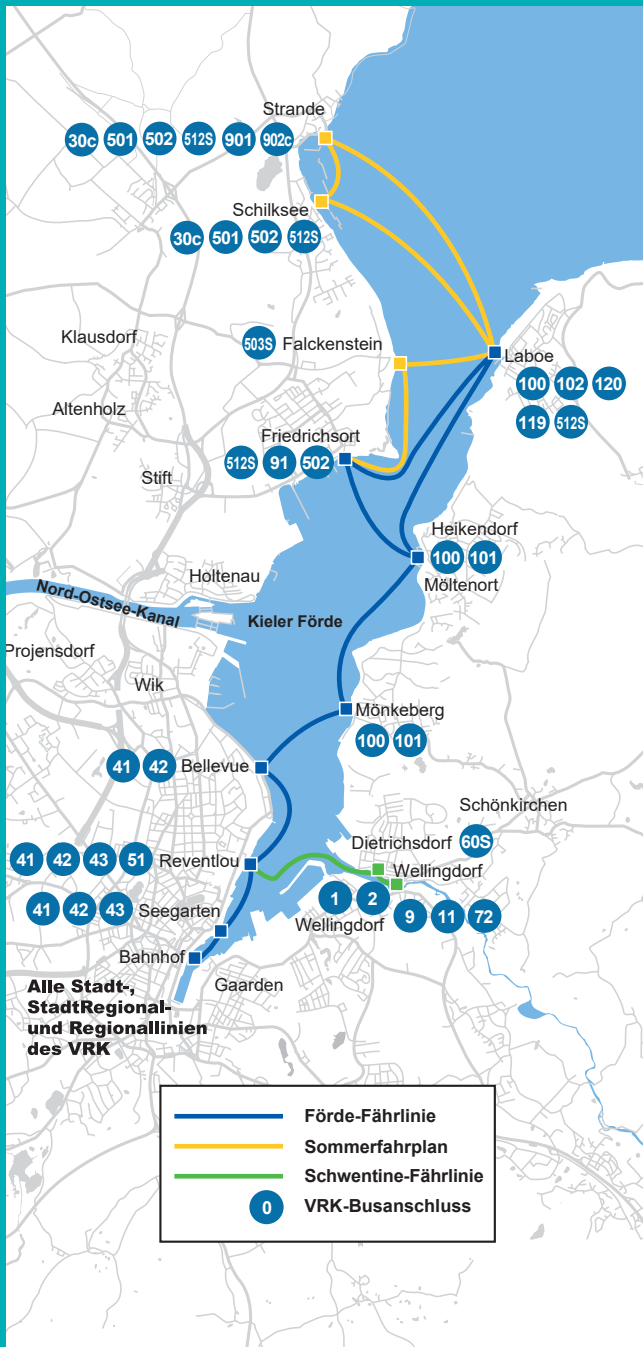 Strande
30c 501 502 512S 901 902c
Schilksee
30c 501 502 512S
Klausdorf
503S Falckenstein
Laboe
100 102 120
119 512S
Altenholz
Friedrichsort
512S 91 502
Stift
Heikendorf
100 101
Möltenort
Holtenau
Nord-Ostsee-Kanal
Kieler Förde
Projensdorf
Wik
Mönkeberg
100 101
41 42 Bellevue
Schönkirchen
Dietrichsdorf 60S
41 42 43 51 Reventlou
Wellingdorf
1 2
9 11 72
Wellingdorf
41 42 43 Seegarten
Bahnhof
Gaarden
Alle Stadt-,
StadtRegional-
und Regionallinien
des VRK
Förde-Fährlinie
Sommerfahrplan
Schwentine-Fährlinie
0 VRK-Busanschluss